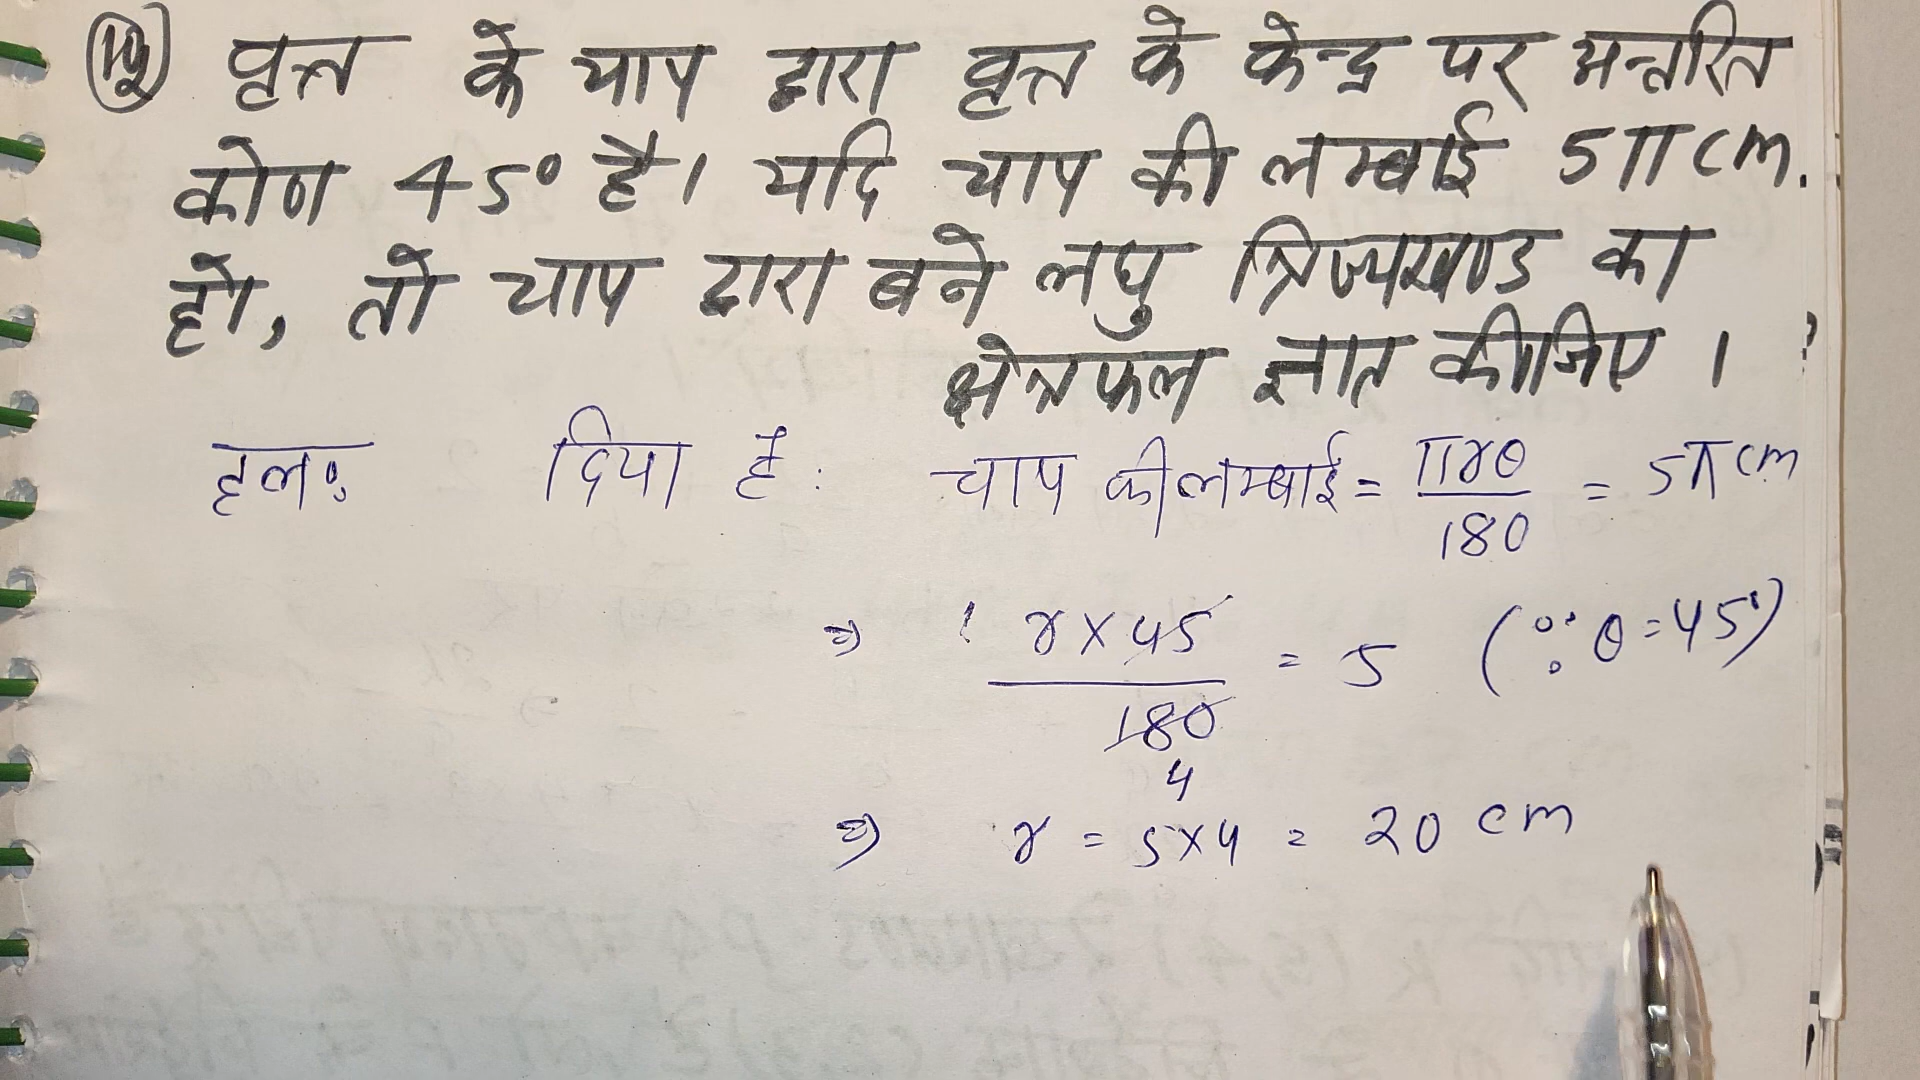 वृत्त के चाप द्वारा वृत्त के केन्द्र पर अन्तरित
कोण 45° है। यदि चाप की लम्बाई 5π cm.
हो, तो चाप द्वारा बने लघु त्रिज्यखण्ड का
क्षेत्रफल ज्ञात कीजिए । ?
हल: दिया है : चाप की लम्बाई = πrθ/180 = 5π cm
⇒ r × 45/180 = 5 (∵ θ = 45°)
4
⇒ r = 5×4 = 20 cm